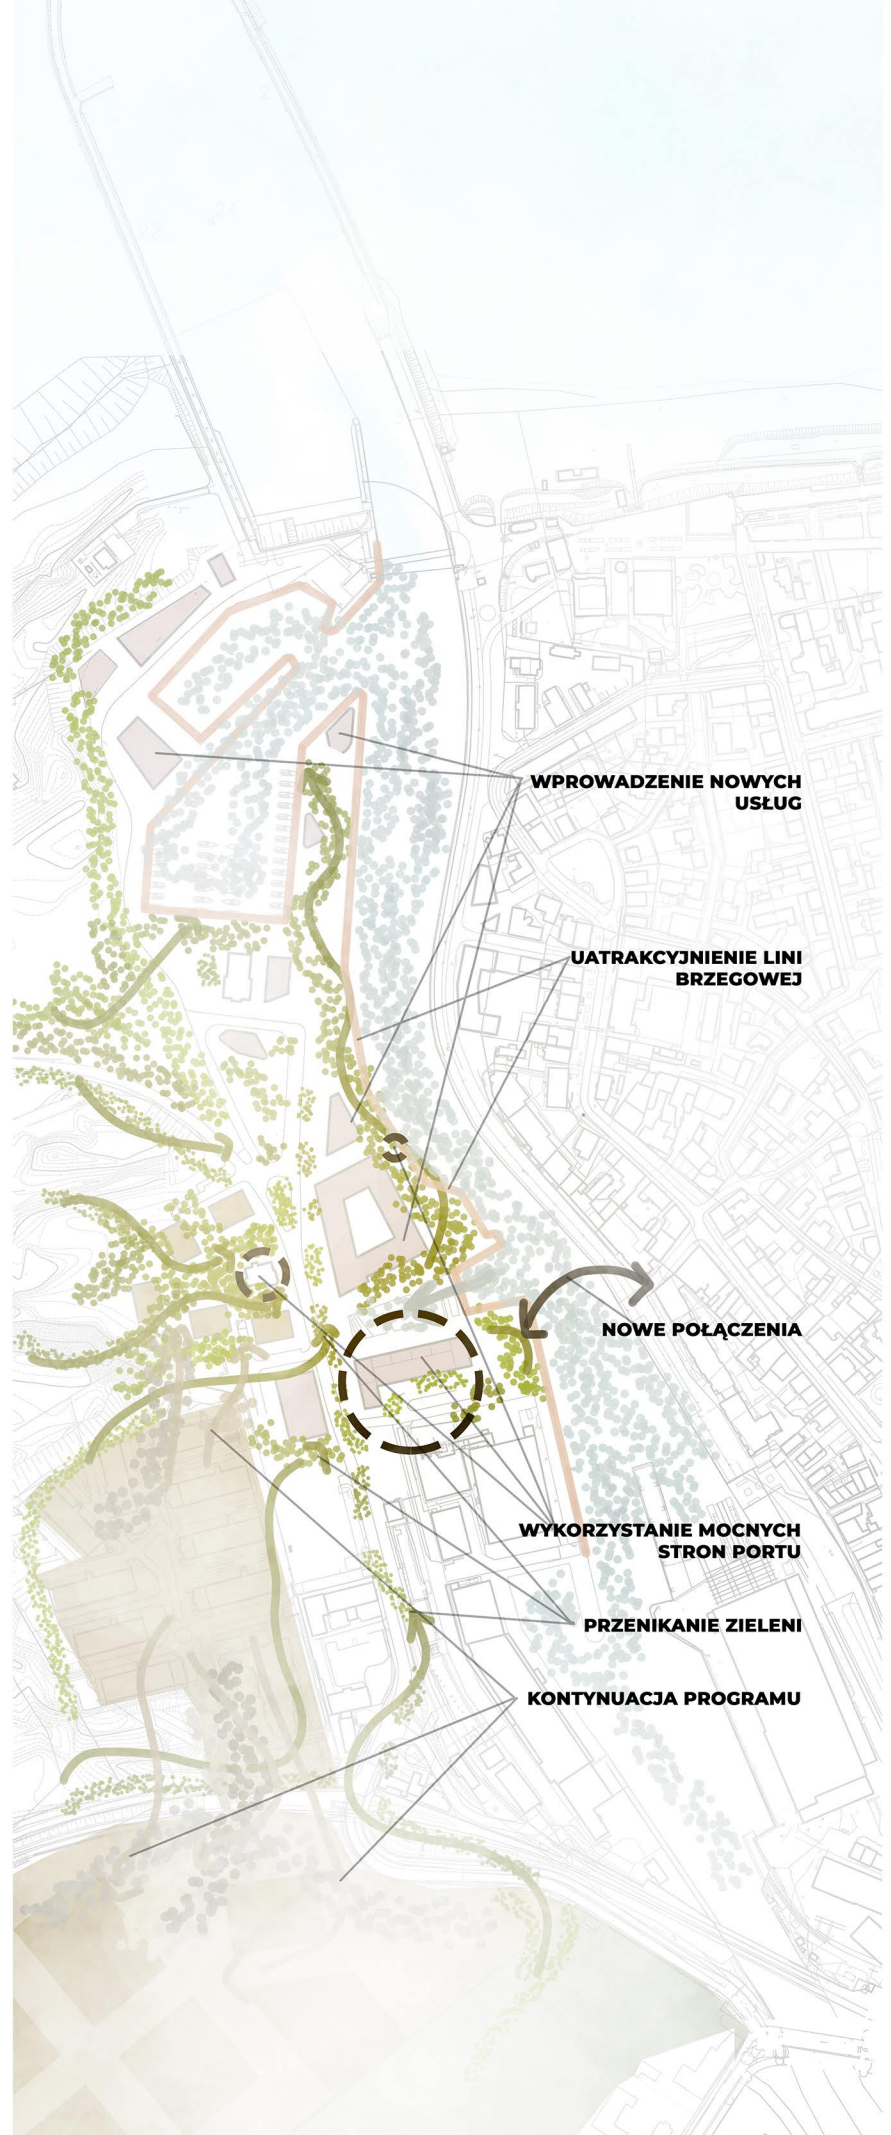 WPROWADZENIE NOWYCH
USŁUG
UATRAKCYJNIENIE LINI
BRZEGOWEJ
NOWE POŁĄCZENIA
WYKORZYSTANIE MOCNYCH
STRON PORTU
PRZENIKANIE ZIELENI
KONTYNUACJA PROGRAMU